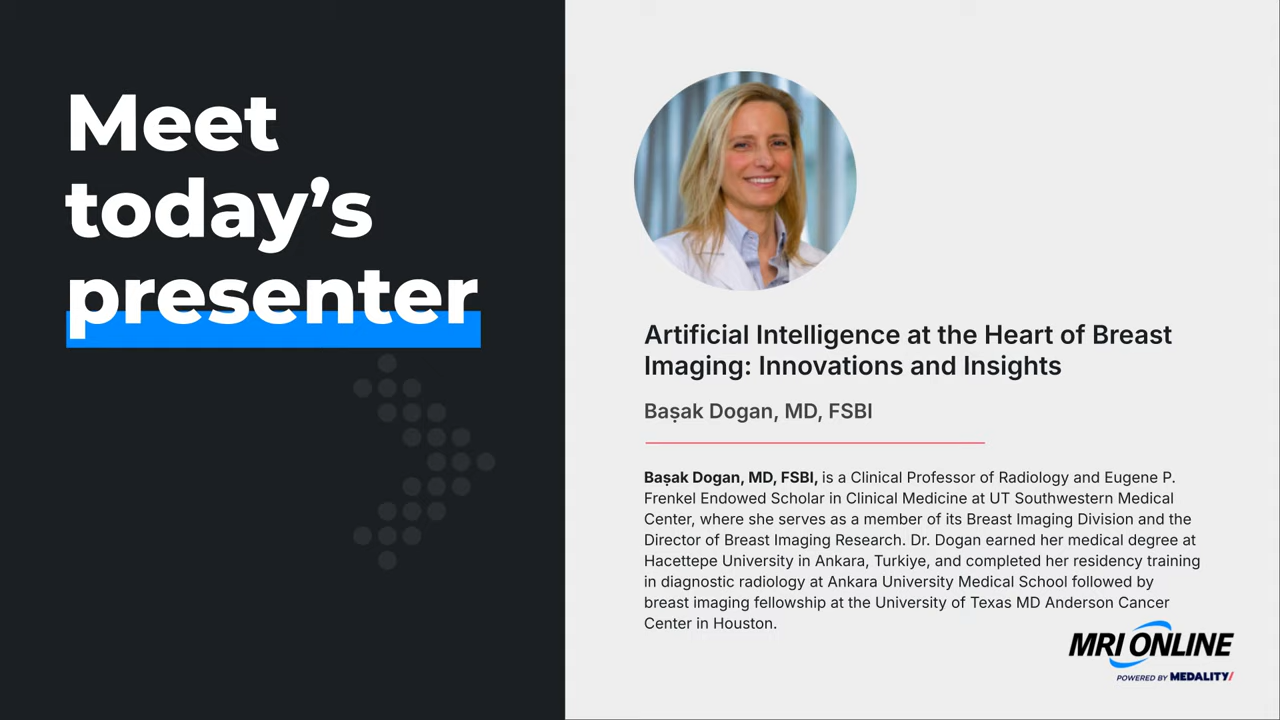 Meet
today’s
presenter
Artificial Intelligence at the Heart of Breast
Imaging: Innovations and Insights
Başak Dogan, MD, FSBI
Başak Dogan, MD, FSBI, is a Clinical Professor of Radiology and Eugene P.
Frenkel Endowed Scholar in Clinical Medicine at UT Southwestern Medical
Center, where she serves as a member of its Breast Imaging Division and the
Director of Breast Imaging Research. Dr. Dogan earned her medical degree at
Hacettepe University in Ankara, Turkiye, and completed her residency training
in diagnostic radiology at Ankara University Medical School followed by
breast imaging fellowship at the University of Texas MD Anderson Cancer
Center in Houston.
MRI ONLINE
POWERED BY MEDALITY/